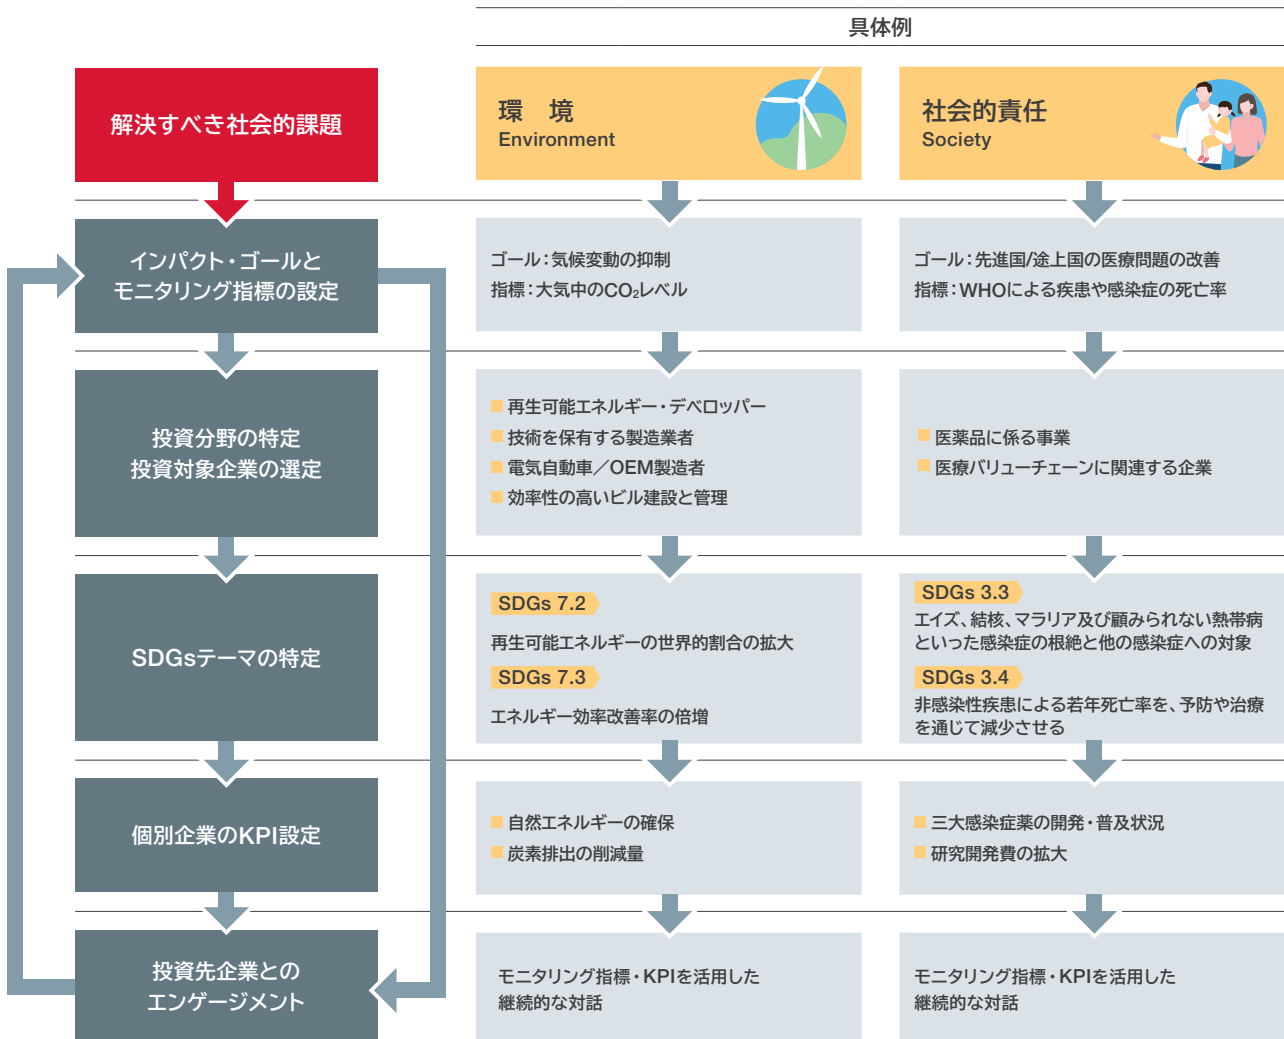 具体例
解決すべき社会的課題
環 境
Environment
社会的責任
Society
インパクト・ゴールと
モニタリング指標の設定
ゴール：気候変動の抑制
指標：大気中のCO₂レベル
ゴール：先進国/途上国の医療問題の改善
指標：WHOによる疾患や感染症の死亡率
投資分野の特定
投資対象企業の選定
再生可能エネルギー・デベロッパー
技術を保有する製造業者
電気自動車／OEM製造者
効率性の高いビル建設と管理
医薬品に係る事業
医療バリューチェーンに関連する企業
SDGsテーマの特定
SDGs 7.2
再生可能エネルギーの世界的割合の拡大
SDGs 7.3
エネルギー効率改善率の倍増
SDGs 3.3
エイズ、結核、マラリア及び顧みられない熱帯病
といった感染症の根絶と他の感染症への対象
SDGs 3.4
非感染性疾患による若年死亡率を、予防や治療
を通じて減少させる
個別企業のKPI設定
自然エネルギーの確保
炭素排出の削減量
三大感染症薬の開発・普及状況
研究開発費の拡大
投資先企業との
エンゲージメント
モニタリング指標・KPIを活用した
継続的な対話
モニタリング指標・KPIを活用した
継続的な対話